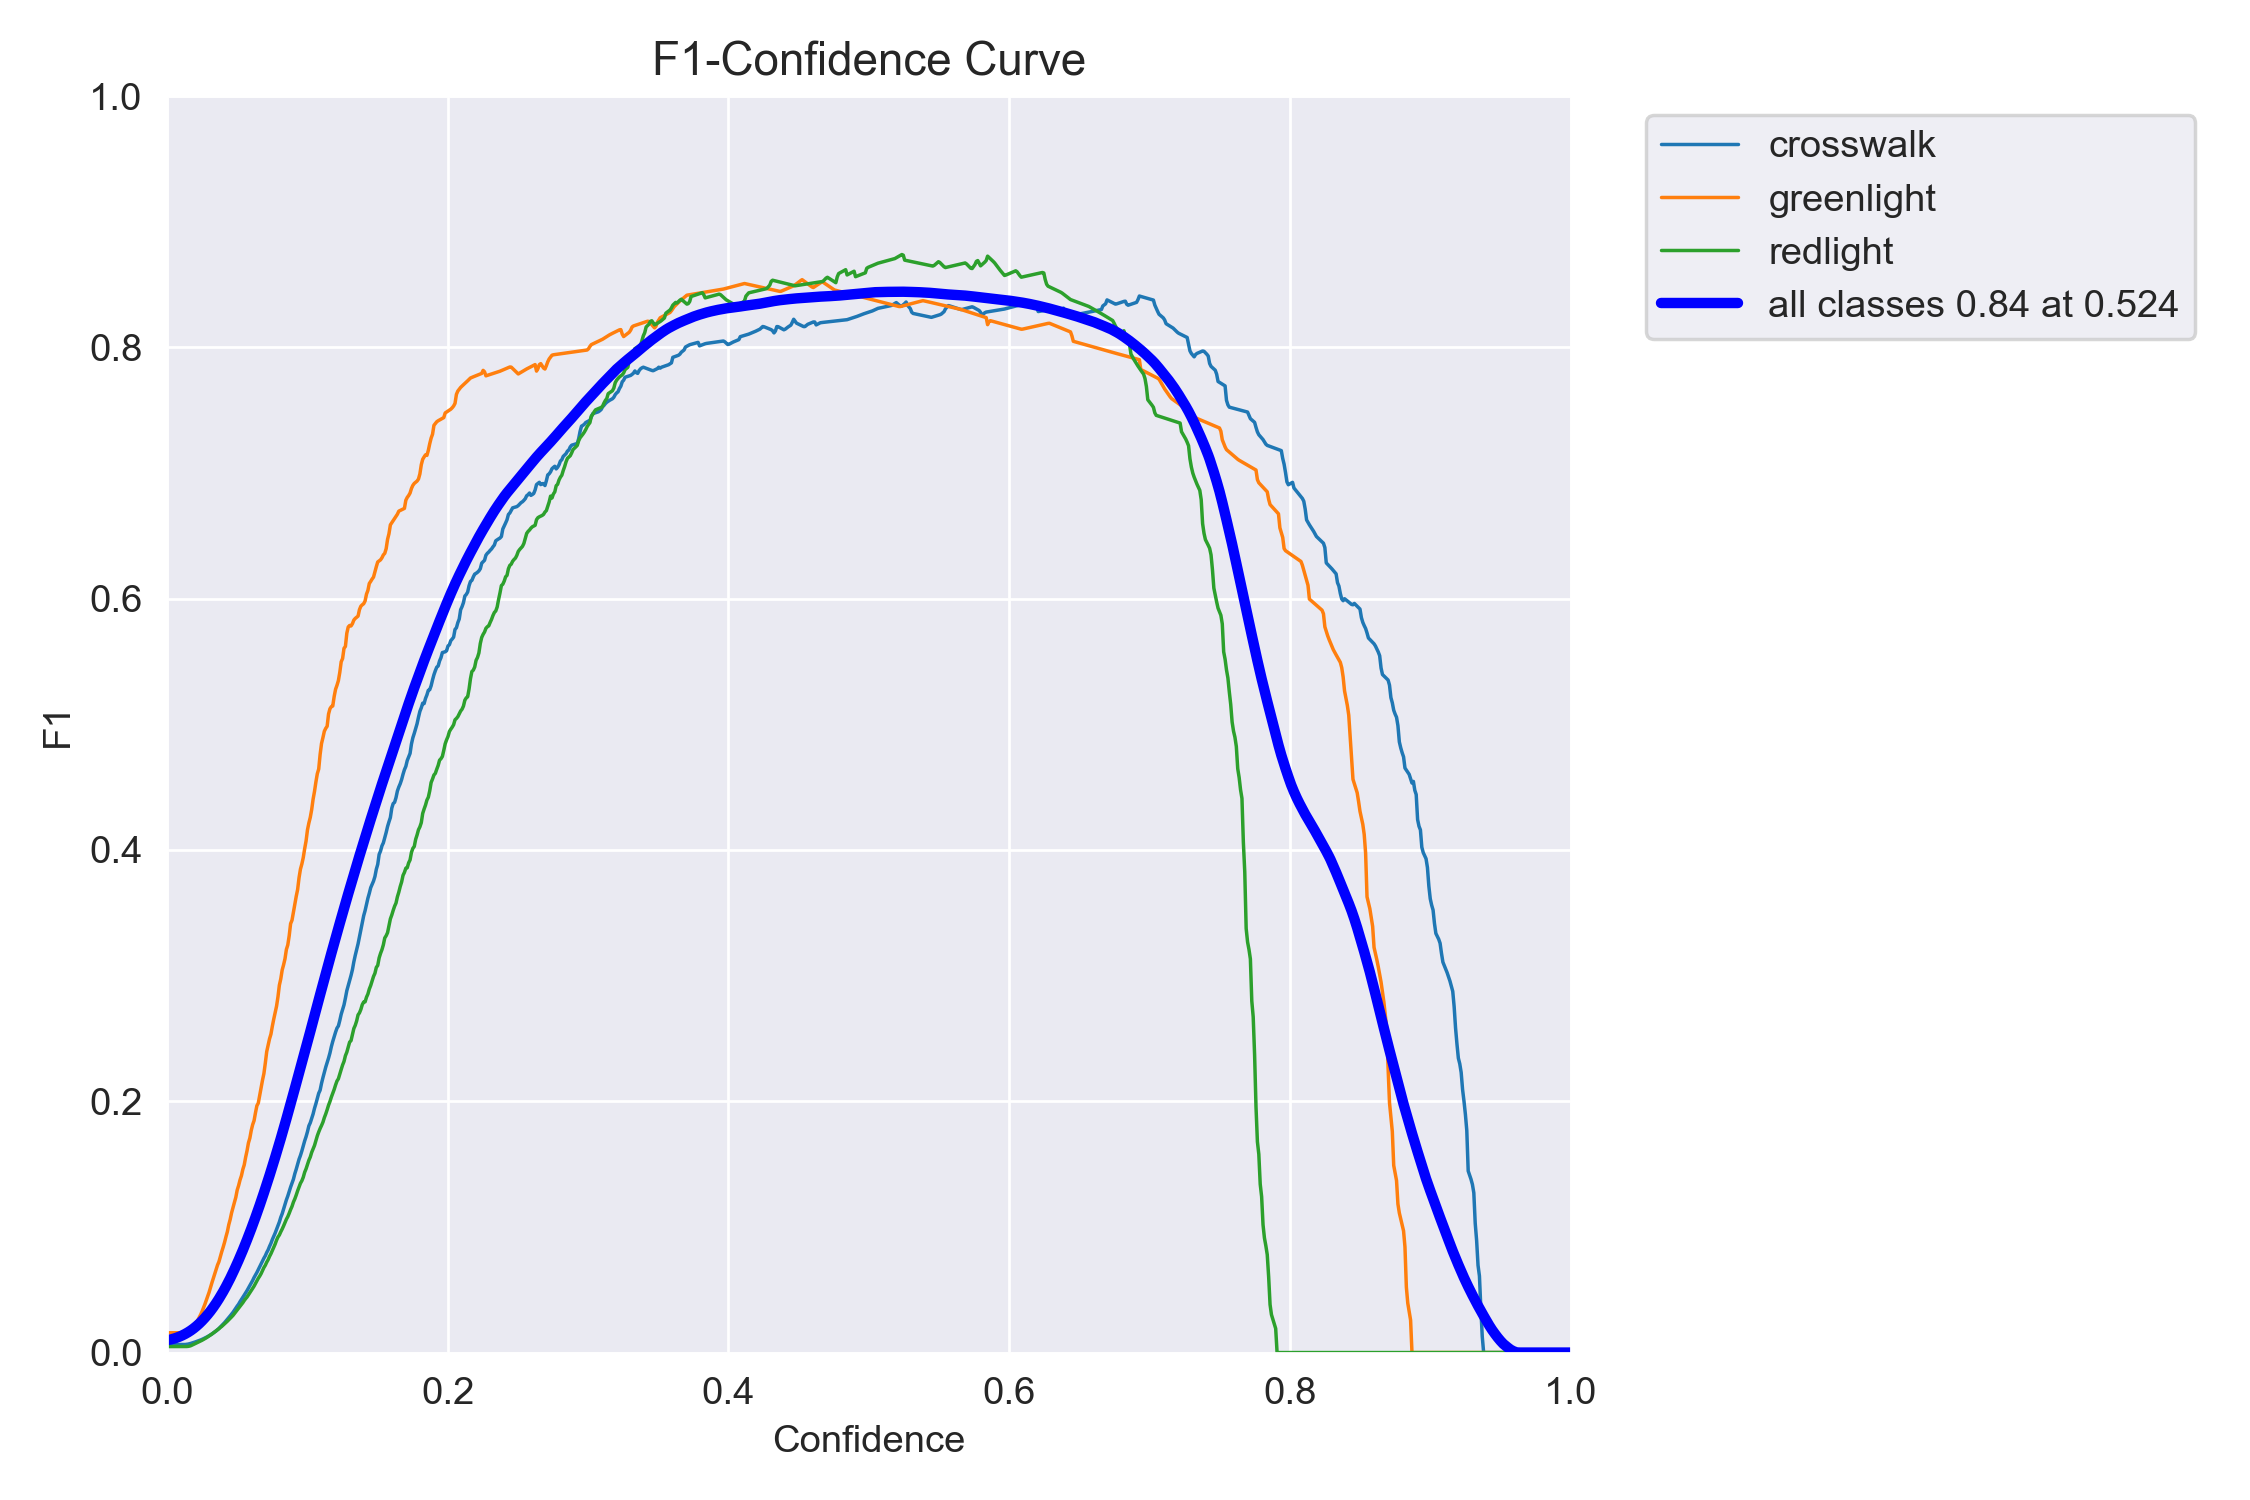 F1-Confidence Curve
1.0
0.8
0.6
0.4
0.2
0.0
F1
0.0 0.2 0.4 0.6 0.8 1.0
Confidence
crosswalk
greenlight
redlight
all classes 0.84 at 0.524